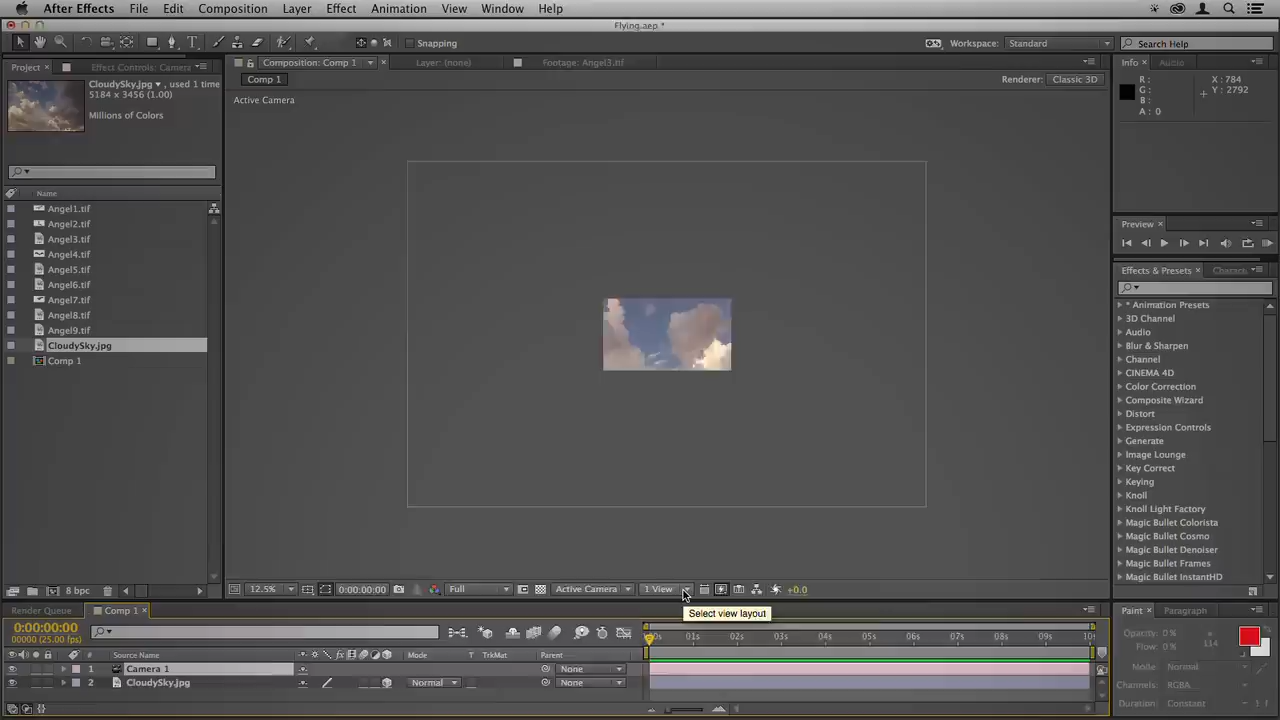 After Effects File Edit Composition Layer Effect Animation View Window Help
Flying.aep *
Snapping
Workspace: Standard
Search Help
Project Effect Controls: Camera
Composition: Comp 1 Layer: (none) Footage: Angel3.tif
Info Audio
CloudySky.jpg , used 1 time
5184 x 3456 (1.00)
Millions of Colors
Comp 1
Renderer: Classic 3D
Active Camera
R: X: 784
G: Y: 2792
B:
A: 0
Name
Angel1.tif
Angel2.tif
Angel3.tif
Angel4.tif
Angel5.tif
Angel6.tif
Angel7.tif
Angel8.tif
Angel9.tif
CloudySky.jpg
Comp 1
Preview
Effects & Presets Charact
* Animation Presets
3D Channel
Audio
Blur & Sharpen
Channel
CINEMA 4D
Color Correction
Composite Wizard
Distort
Expression Controls
Generate
Image Lounge
Key Correct
Keying
Knoll
Knoll Light Factory
Magic Bullet Colorista
Magic Bullet Cosmo
Magic Bullet Denoiser
Magic Bullet Frames
Magic Bullet InstantHD
8 bpc
12.5% 0:00:00:00 Full Active Camera 1 View +0.0
Select view layout
Render Queue Comp 1
0:00:00:00
00000 (25.00 fps)
01s 02s 03s 04s 05s 06s 07s 08s 09s 10
# Source Name Mode T TrkMat Parent
1 Camera 1 None
2 CloudySky.jpg Normal None
Paint Paragraph
Opacity: 0 %
Flow: 0 % 114
Mode: Normal
Channels: RGBA
Duration: Constant